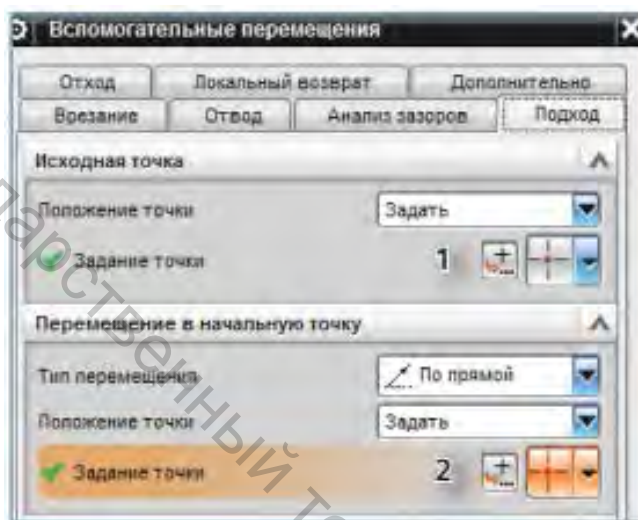 Вспомогательные перемещения
Отход Локальный возврат Дополнительно
Врезание Отвод Анализ зазоров Подход
Исходная точка
Положение точки Задать
Задание точки 1
Перемещение в начальную точку
Тип перемещения По прямой
Положение точки Задать
Задание точки 2